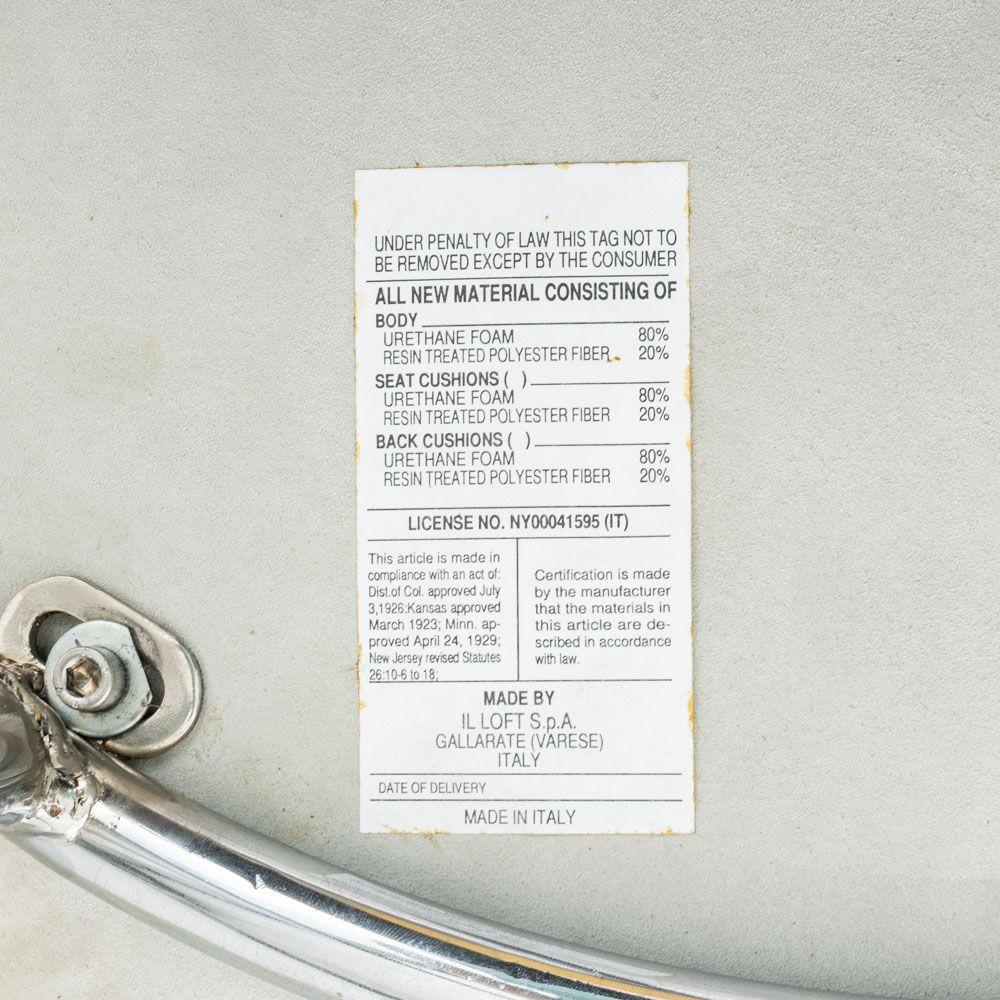 UNDER PENALTY OF LAW THIS TAG NOT TO
BE REMOVED EXCEPT BY THE CONSUMER
ALL NEW MATERIAL CONSISTING OF
BODY
URETHANE FOAM 80%
RESIN TREATED POLYESTER FIBER 20%
SEAT CUSHIONS ( )
URETHANE FOAM 80%
RESIN TREATED POLYESTER FIBER 20%
BACK CUSHIONS ( )
URETHANE FOAM 80%
RESIN TREATED POLYESTER FIBER 20%
LICENSE NO. NY00041595 (IT)
This article is made in
compliance with an act of:
Dist.of Col. approved July
3,1926:Kansas approved
March 1923; Minn. ap-
proved April 24, 1929;
New Jersey revised Statutes
26:10-6 to 18;
Certification is made
by the manufacturer
that the materials in
this article are de-
scribed in accordance
with law.
MADE BY
IL LOFT S.p.A.
GALLARATE (VARESE)
ITALY
DATE OF DELIVERY
MADE IN ITALY